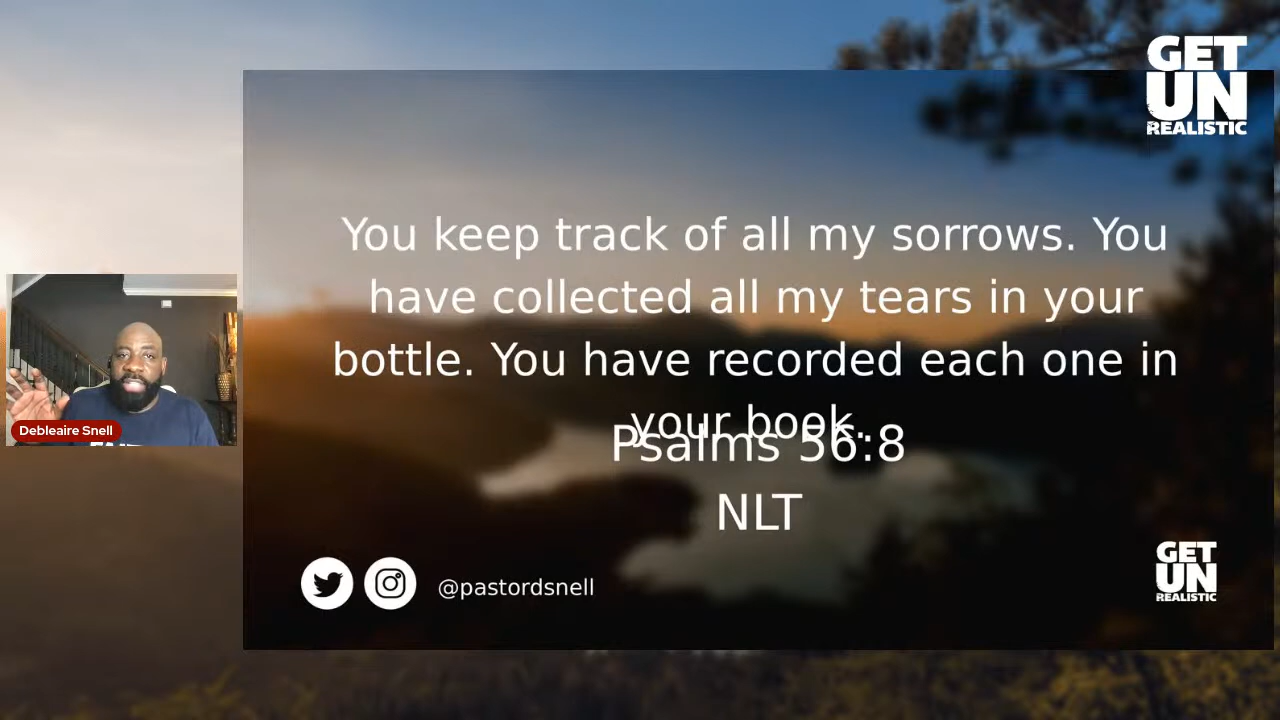 GET
UN
REALISTIC
You keep track of all my sorrows. You
have collected all my tears in your
bottle. You have recorded each one in
your book.
Psalms 56:8
NLT
Debleaire Snell
@pastordsnell
GET
UN
REALISTIC